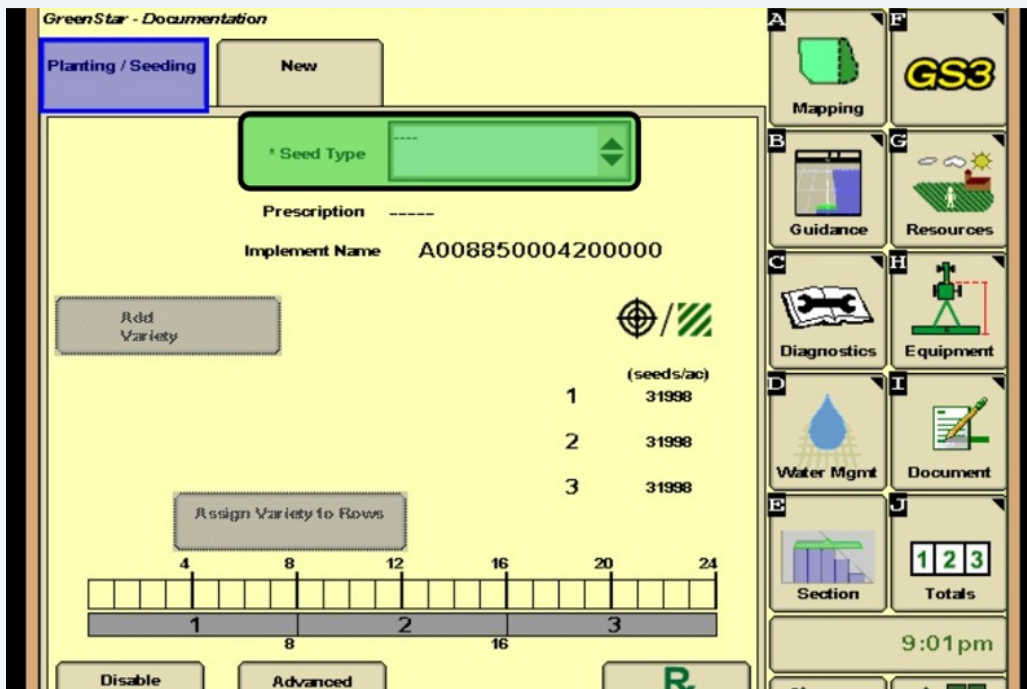 GreenStar - Documentation
Planting / Seeding
New
* Seed Type
----
Prescription -----
Implement Name A008850004200000
Add
Variety
/
(seeds/ac)
1 31998
2 31998
3 31998
Assign Variety to Rows
4 8 12 16 20 24
1 2 3
8 16
Disable
Advanced
Rx
A
Mapping
F
GS3
B
Guidance
G
Resources
C
Diagnostics
H
Equipment
D
Water Mgmt
I
Document
E
Section
J
1 2 3
Totals
9:01pm